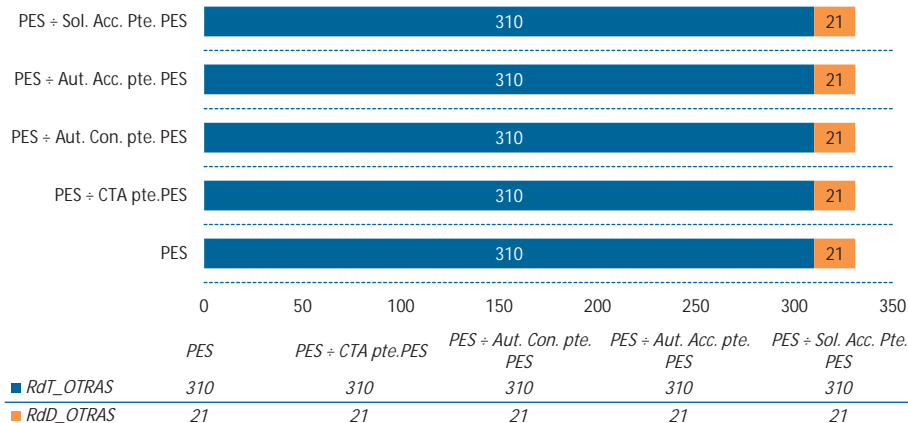 PES ÷ Sol. Acc. Pte. PES 310 21
PES ÷ Aut. Acc. pte. PES 310 21
PES ÷ Aut. Con. pte. PES 310 21
PES ÷ CTA pte.PES 310 21
PES 310 21
0 50 100 150 200 250 300 350
PES PES ÷ CTA pte.PES PES ÷ Aut. Con. pte. PES PES ÷ Aut. Acc. pte. PES PES ÷ Sol. Acc. Pte. PES
RdT_OTRAS 310 310 310 310 310
RdD_OTRAS 21 21 21 21 21